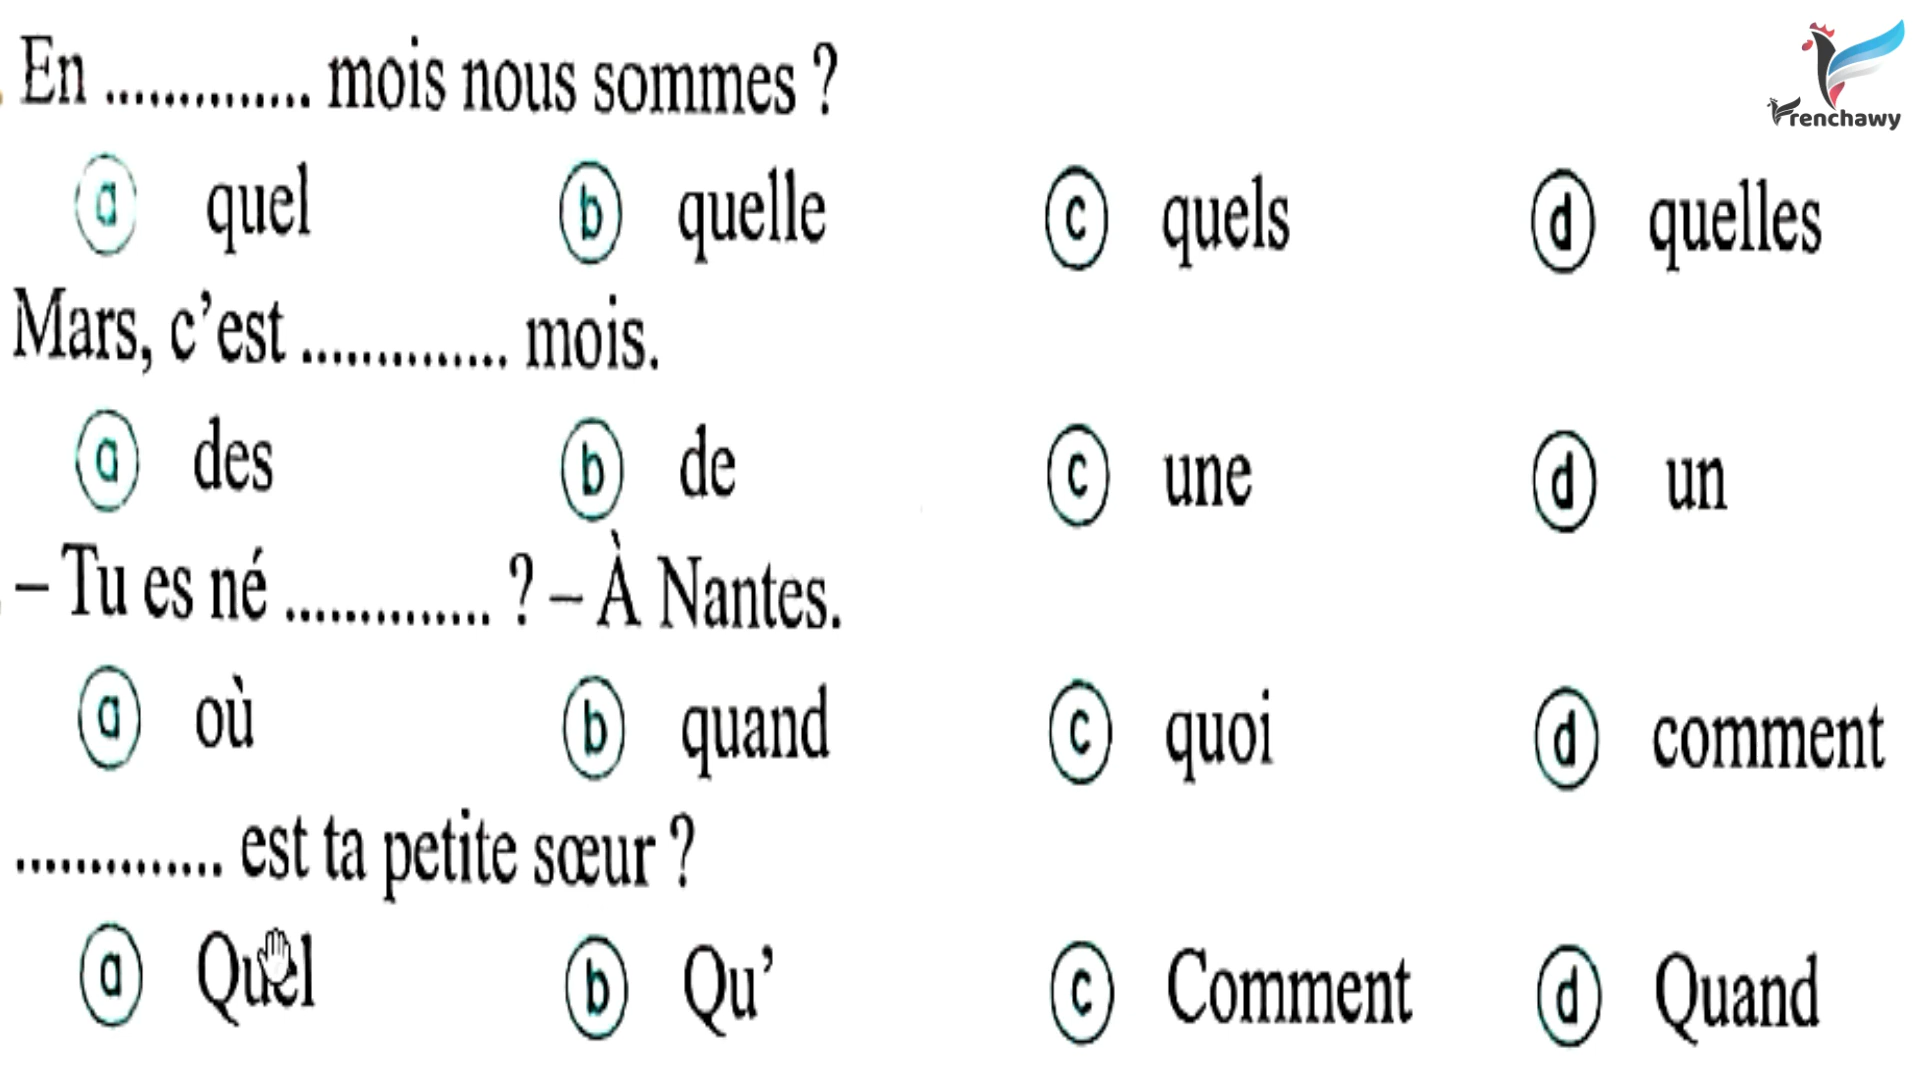 Frenchawy
En .............. mois nous sommes ?
a quel b quelle c quels d quelles
Mars, c'est .............. mois.
a des b de c une d un
– Tu es né .............. ? – À Nantes.
a où b quand c quoi d comment
.............. est ta petite sœur ?
a Quel b Qu' c Comment d Quand